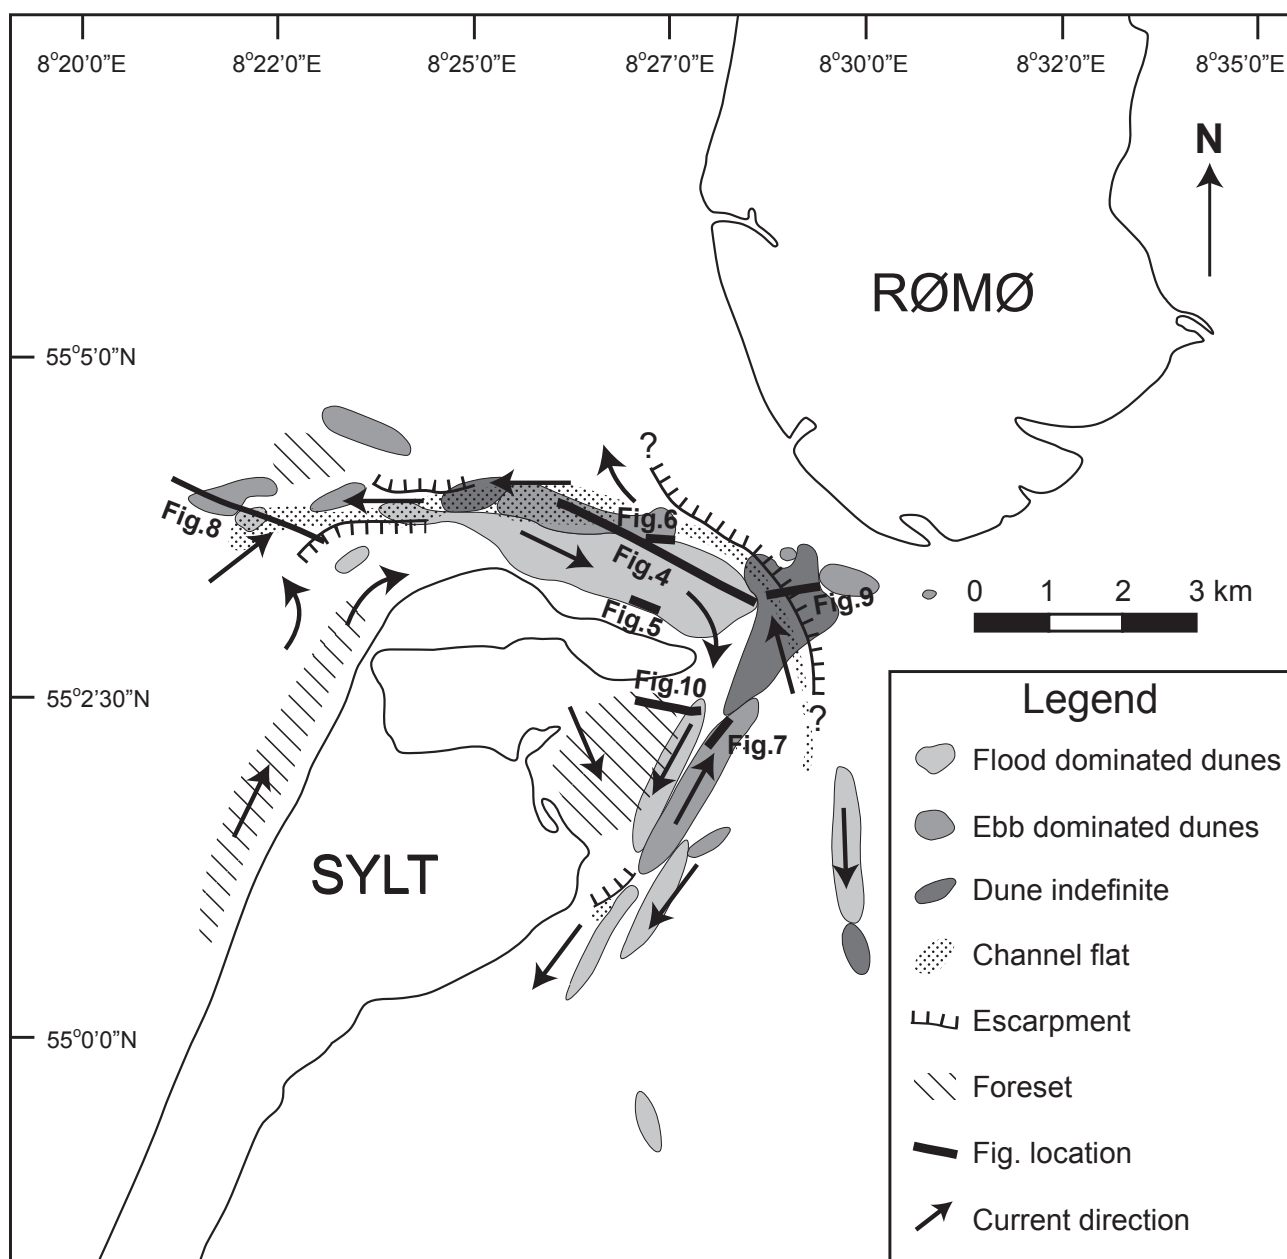 8°20'0"E 8°22'0"E 8°25'0"E 8°27'0"E 8°30'0"E 8°32'0"E 8°35'0"E
N
RØMØ
55°5'0"N
?
Fig.8
Fig.6
Fig.4
Fig.9
Fig.5
0 1 2 3 km
Fig.10
55°2'30"N
?
Fig.7
SYLT
55°0'0"N
Legend
Flood dominated dunes
Ebb dominated dunes
Dune indefinite
Channel flat
Escarpment
Foreset
Fig. location
Current direction